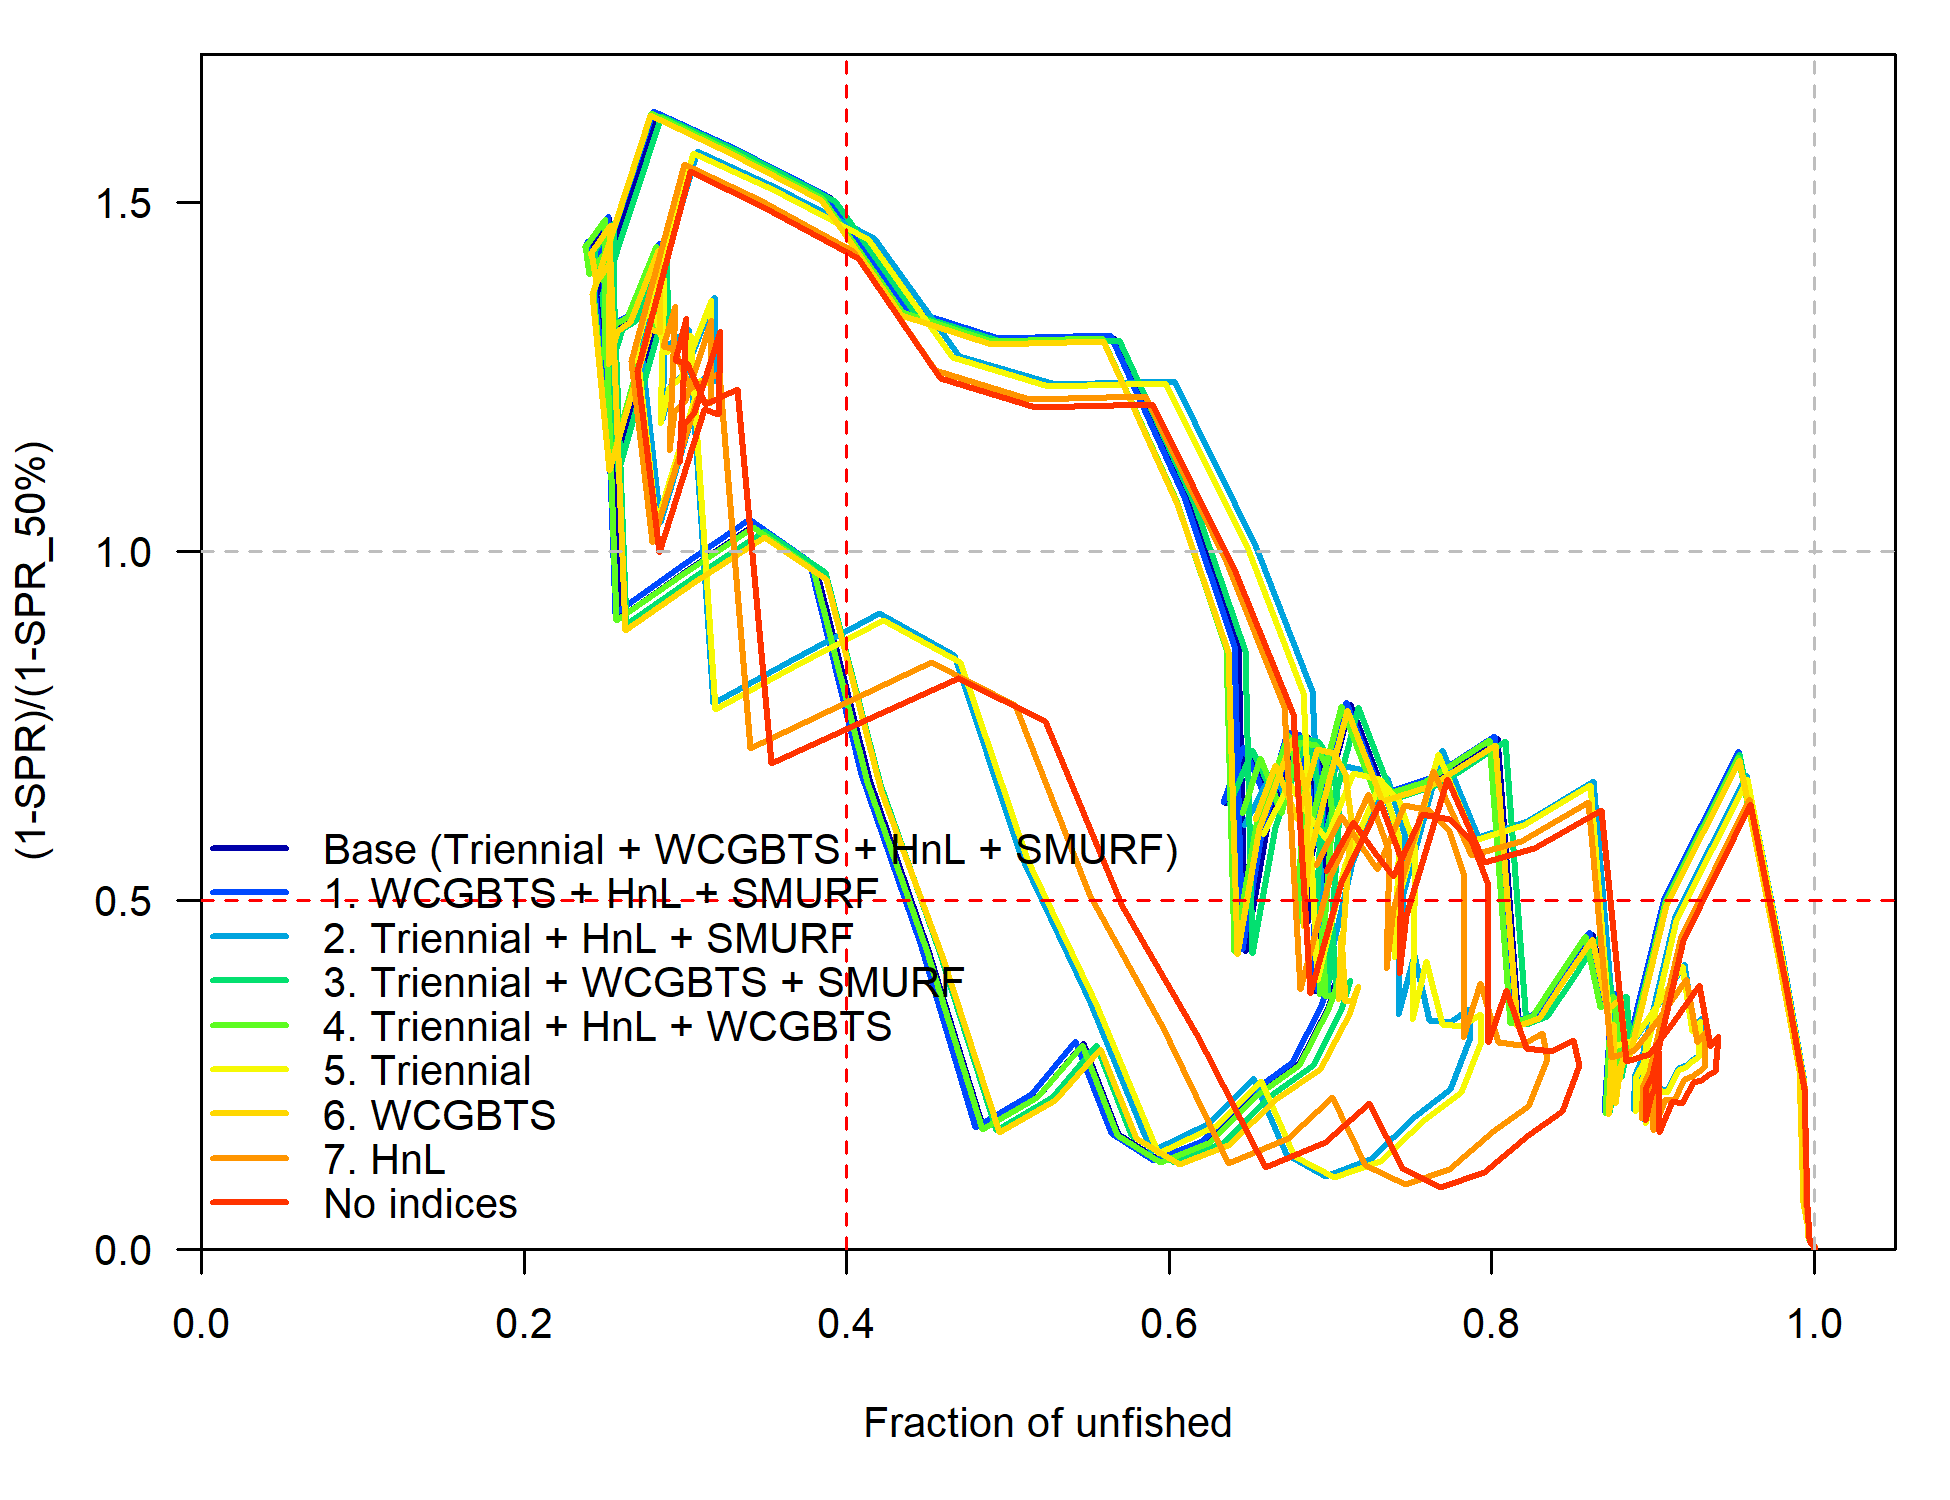 (1-SPR)/(1-SPR_50%)
1.5
1.0
0.5
0.0
Base (Triennial + WCGBTS + HnL + SMURF)
1. WCGBTS + HnL + SMURF
2. Triennial + HnL + SMURF
3. Triennial + WCGBTS + SMURF
4. Triennial + HnL + WCGBTS
5. Triennial
6. WCGBTS
7. HnL
No indices
0.0 0.2 0.4 0.6 0.8 1.0
Fraction of unfished